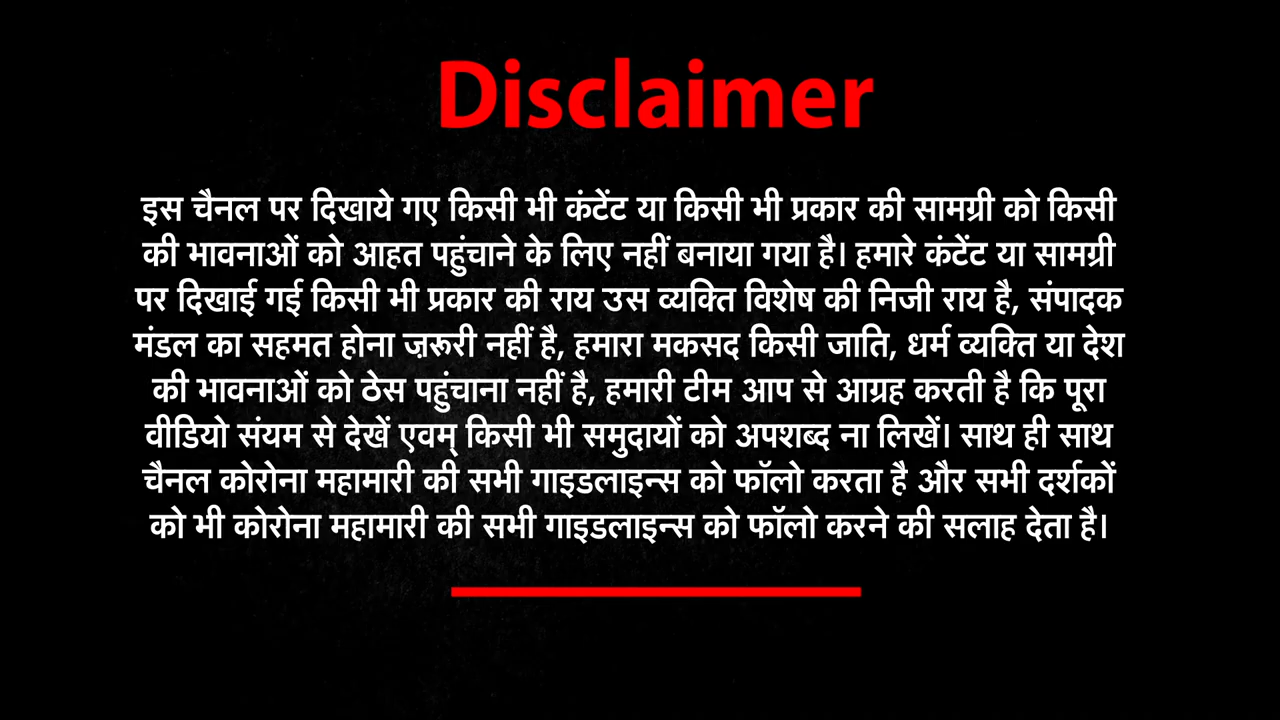 Disclaimer
इस चैनल पर दिखाये गए किसी भी कंटेंट या किसी भी प्रकार की सामग्री को किसी
की भावनाओं को आहत पहुंचाने के लिए नहीं बनाया गया है। हमारे कंटेंट या सामग्री
पर दिखाई गई किसी भी प्रकार की राय उस व्यक्ति विशेष की निजी राय है, संपादक
मंडल का सहमत होना ज़रूरी नहीं है, हमारा मकसद किसी जाति, धर्म व्यक्ति या देश
की भावनाओं को ठेस पहुंचाना नहीं है, हमारी टीम आप से आग्रह करती है कि पूरा
वीडियो संयम से देखें एवम् किसी भी समुदायों को अपशब्द ना लिखें। साथ ही साथ
चैनल कोरोना महामारी की सभी गाइडलाइन्स को फॉलो करता है और सभी दर्शकों
को भी कोरोना महामारी की सभी गाइडलाइन्स को फॉलो करने की सलाह देता है।